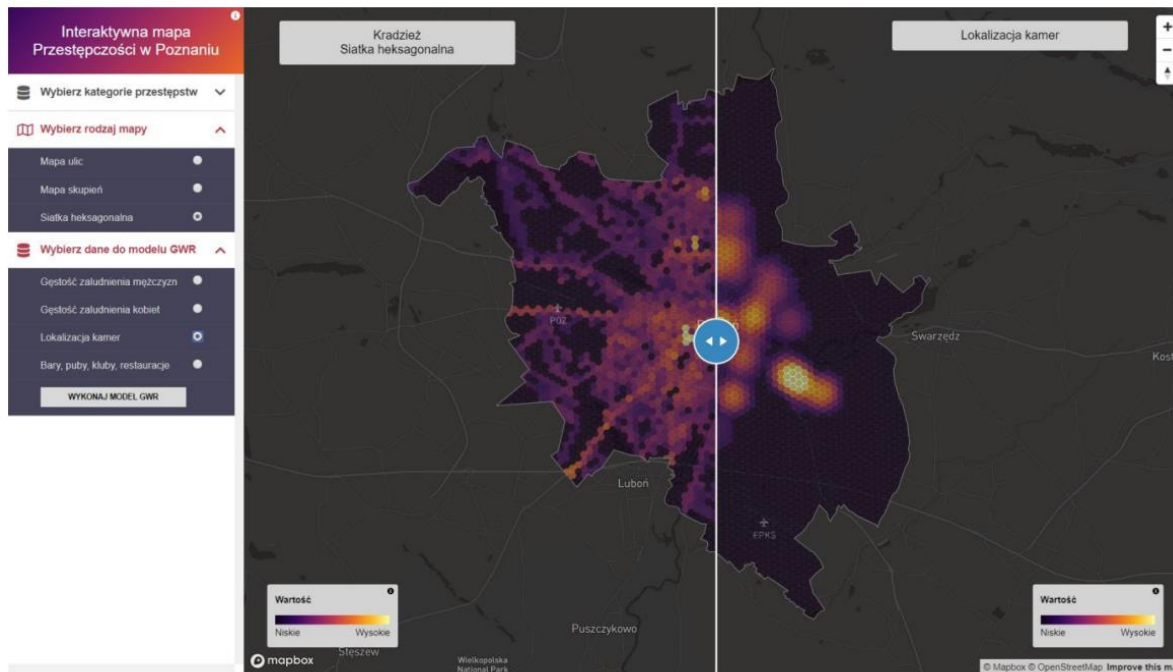 Interaktywna mapa
Przestępczości w Poznaniu
Wybierz kategorie przestępstw
Wybierz rodzaj mapy
Mapa ulic
Mapa skupień
Siatka heksagonalna
Wybierz dane do modelu GWR
Gęstość zaludnienia mężczyzn
Gęstość zaludnienia kobiet
Lokalizacja kamer
Bary, puby, kluby, restauracje
WYKONAJ MODEL GWR
Kradzież
Siatka heksagonalna
Lokalizacja kamer
POZ
Swarzędz
Luboń
EPKS
Puszczykowo
Stęszew
Wielkopolska
National Park
Wartość
Niskie Wysokie
mapbox
Wartość
Niskie Wysokie
© Mapbox © OpenStreetMap Improve this m